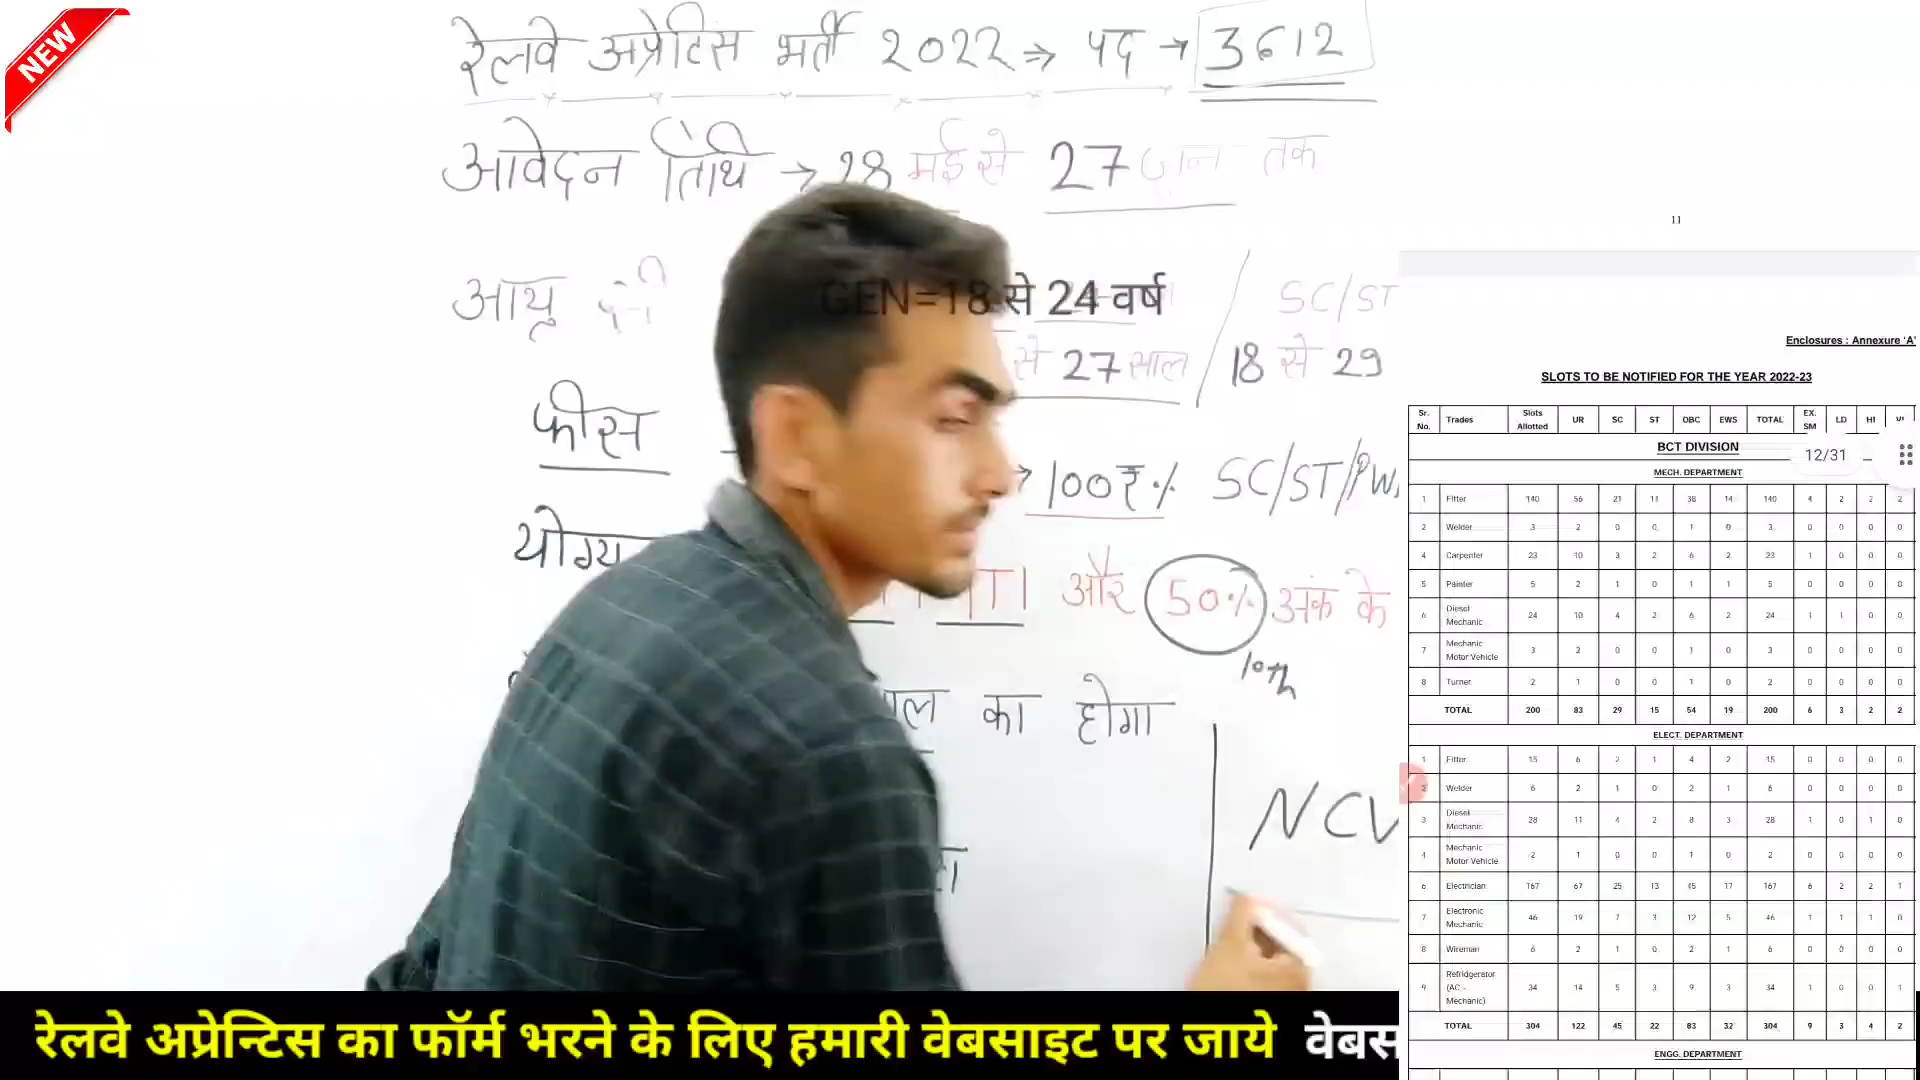 NEW
रेलवे अप्रेटिस भर्ती 2022 ⇒ पद → 3612
आवेदन तिथि → 28 मई से 27 जून तक
आयु
GEN=18 से 24 वर्ष
SC/ST
से 27 साल / 18 से 29
फीस
→ 100₹ SC/ST/PW
योग्य
और 50% अंक के
10th
का होगा
NCV
रेलवे अप्रेन्टिस का फॉर्म भरने के लिए हमारी वेबसाइट पर जाये वेबस
11
Enclosures : Annexure 'A'
SLOTS TO BE NOTIFIED FOR THE YEAR 2022-23
Sr. No. Trades Slots Allotted UR SC ST OBC EWS TOTAL EX. SM LD HI VI
BCT DIVISION
12/31
MECH. DEPARTMENT
1 Fitter 140 56 21 11 38 14 140 4 2 2 2
2 Welder 3 2 0 0 1 0 3 0 0 0 0
4 Carpenter 23 10 3 2 6 2 23 1 0 0 0
5 Painter 5 2 1 0 1 1 5 0 0 0 0
6 Diesel Mechanic 24 10 4 2 6 2 24 1 1 0 0
7 Mechanic Motor Vehicle 3 2 0 0 1 0 3 0 0 0 0
8 Turner 2 1 0 0 1 0 2 0 0 0 0
TOTAL 200 83 29 15 54 19 200 6 3 2 2
ELECT. DEPARTMENT
1 Fitter 15 6 2 1 4 2 15 0 0 0 0
2 Welder 6 2 1 0 2 1 6 0 0 0 0
3 Diesel Mechanic 28 11 4 2 8 3 28 1 0 1 0
4 Mechanic Motor Vehicle 2 1 0 0 1 0 2 0 0 0 0
6 Electrician 167 67 25 13 45 17 167 6 2 2 1
7 Electronic Mechanic 46 19 7 3 12 5 46 1 1 1 0
8 Wireman 6 2 1 0 2 1 6 0 0 0 0
9 Refridgerator (AC - Mechanic) 34 14 5 3 9 3 34 1 0 0 1
TOTAL 304 122 45 22 83 32 304 9 3 4 2
ENGG. DEPARTMENT